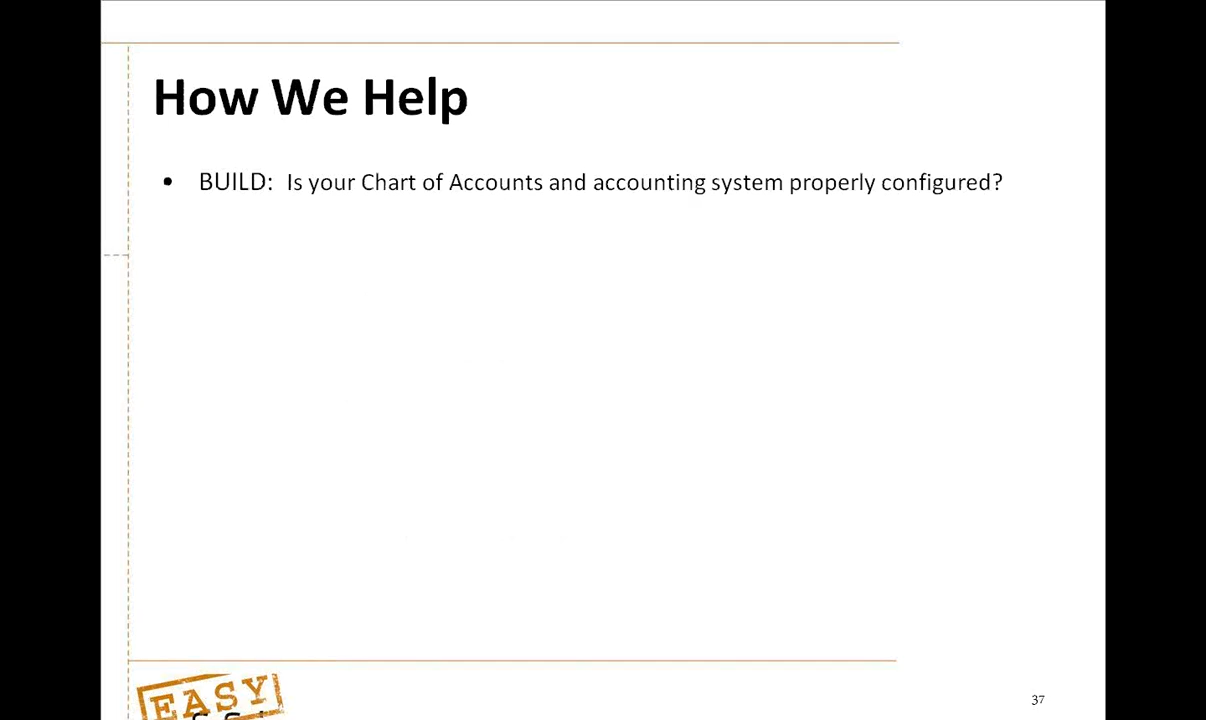 How We Help
• BUILD: Is your Chart of Accounts and accounting system properly configured?
EASY
37